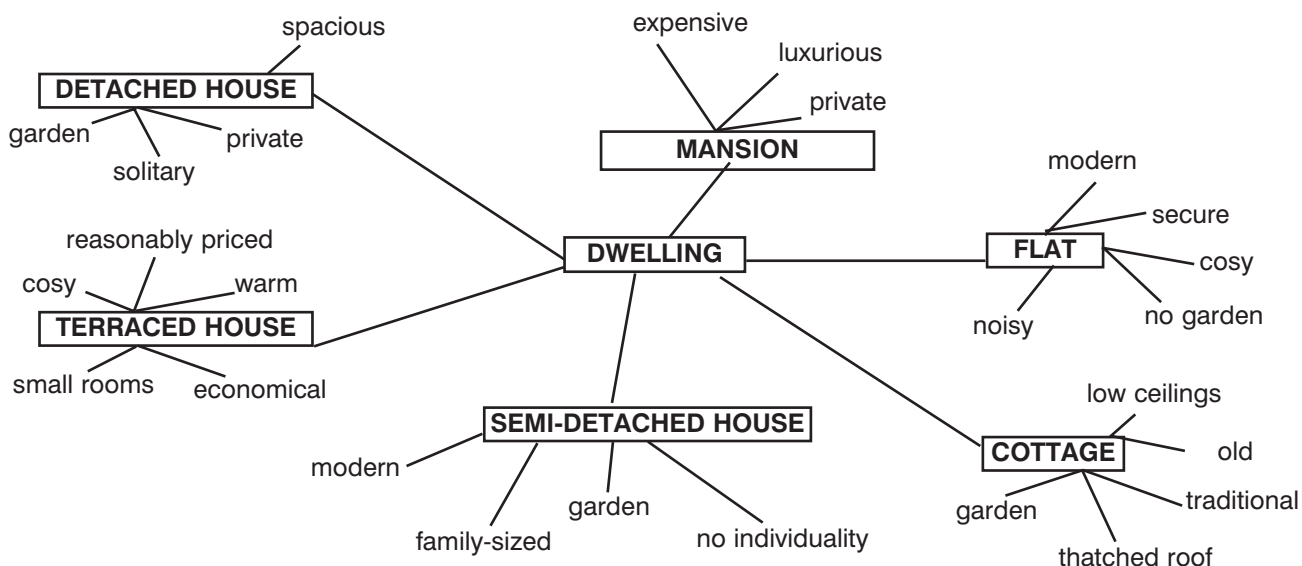 spacious
DETACHED HOUSE
garden
solitary
private
expensive
luxurious
private
MANSION
modern
secure
FLAT
cosy
no garden
noisy
DWELLING
reasonably priced
cosy
warm
TERRACED HOUSE
small rooms
economical
SEMI-DETACHED HOUSE
modern
garden
family-sized
no individuality
low ceilings
old
COTTAGE
garden
traditional
thatched roof